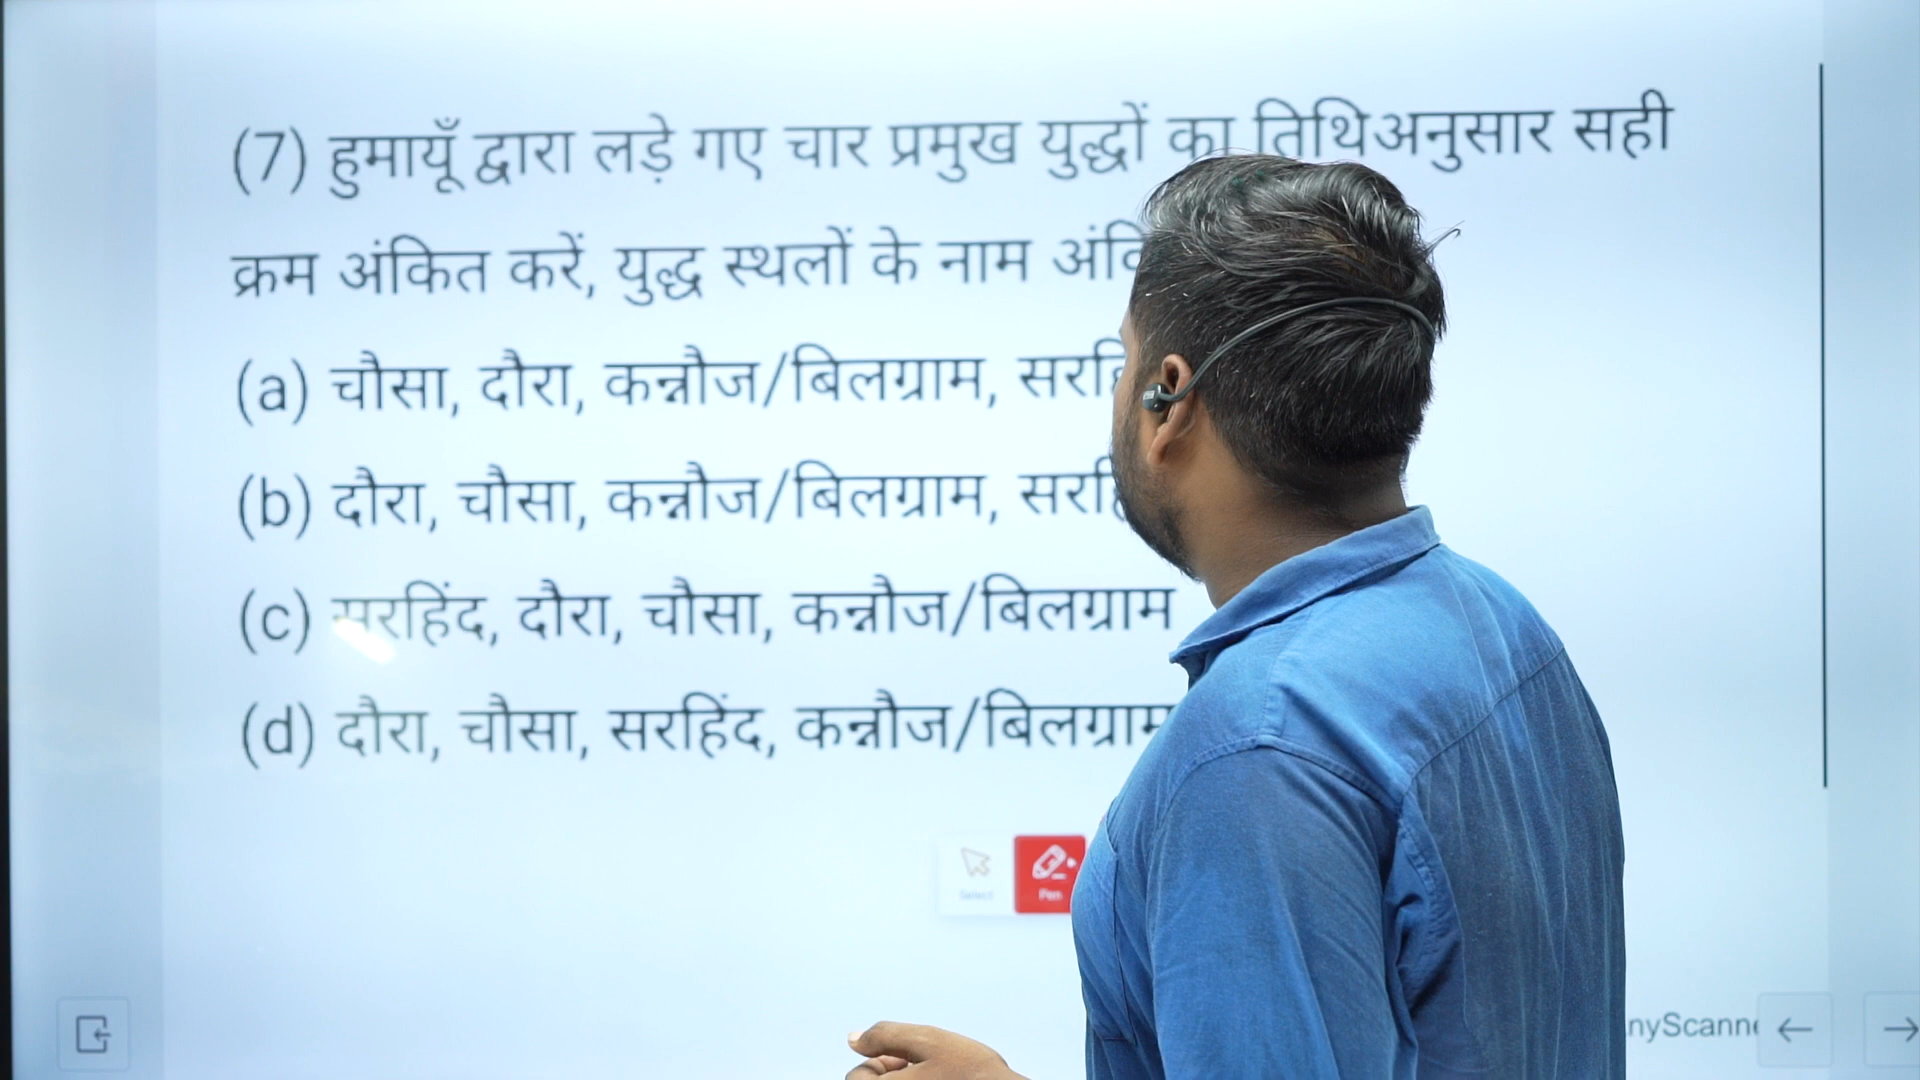 (7) हुमायूँ द्वारा लड़े गए चार प्रमुख युद्धों का तिथिअनुसार सही
क्रम अंकित करें, युद्ध स्थलों के नाम
(a) चौसा, दौरा, कन्नौज/बिलग्राम,
(b) दौरा, चौसा, कन्नौज/बिलग्राम,
(c) सरहिंद, दौरा, चौसा, कन्नौज/बिलग्राम
(d) दौरा, चौसा, सरहिंद, कन्नौज/बिलग्राम
Select
Pen